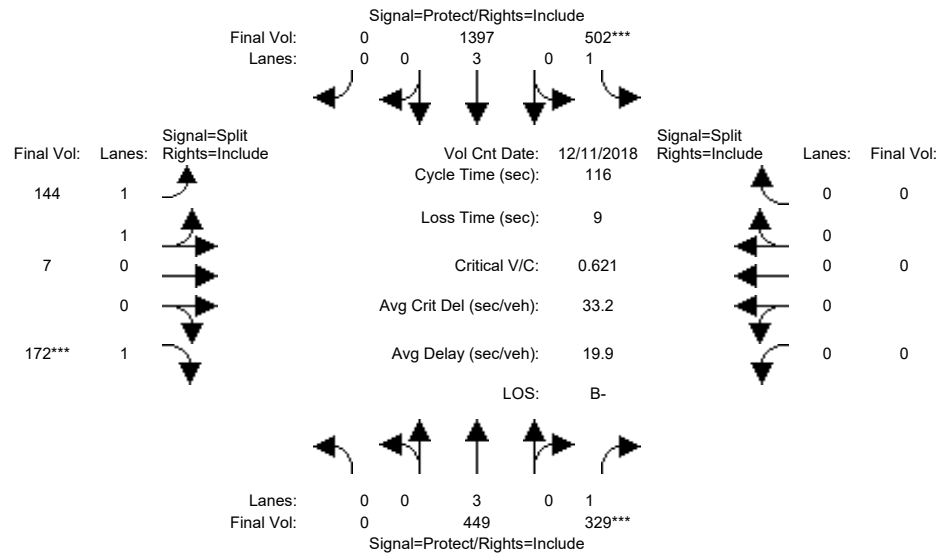 Signal=Protect/Rights=Include
Final Vol: 0 1397 502***
Lanes: 0 0 3 0 1
Signal=Split Signal=Split
Final Vol: Lanes: Rights=Include Vol Cnt Date: 12/11/2018 Rights=Include Lanes: Final Vol:
Cycle Time (sec): 116
144 1 0 0
Loss Time (sec): 9
1 0
7 0 Critical V/C: 0.621 0 0
0 Avg Crit Del (sec/veh): 33.2 0
172*** 1 Avg Delay (sec/veh): 19.9 0 0
LOS: B-
Lanes: 0 0 3 0 1
Final Vol: 0 449 329***
Signal=Protect/Rights=Include